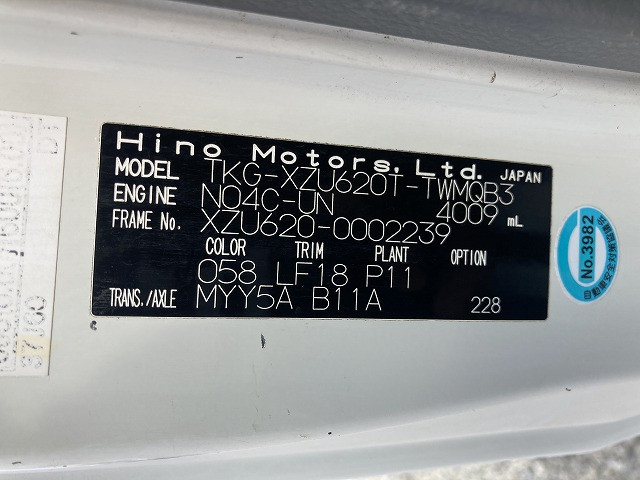 Hino Motors, Ltd. JAPAN
MODEL TKG-XZU620T-TWMQB3
ENGINE N04C-UN 4009 mL
FRAME No. XZU620-0002239
COLOR TRIM PLANT OPTION
058 LF18 P11
TRANS./AXLE MYY5A B11A 228
No.3982